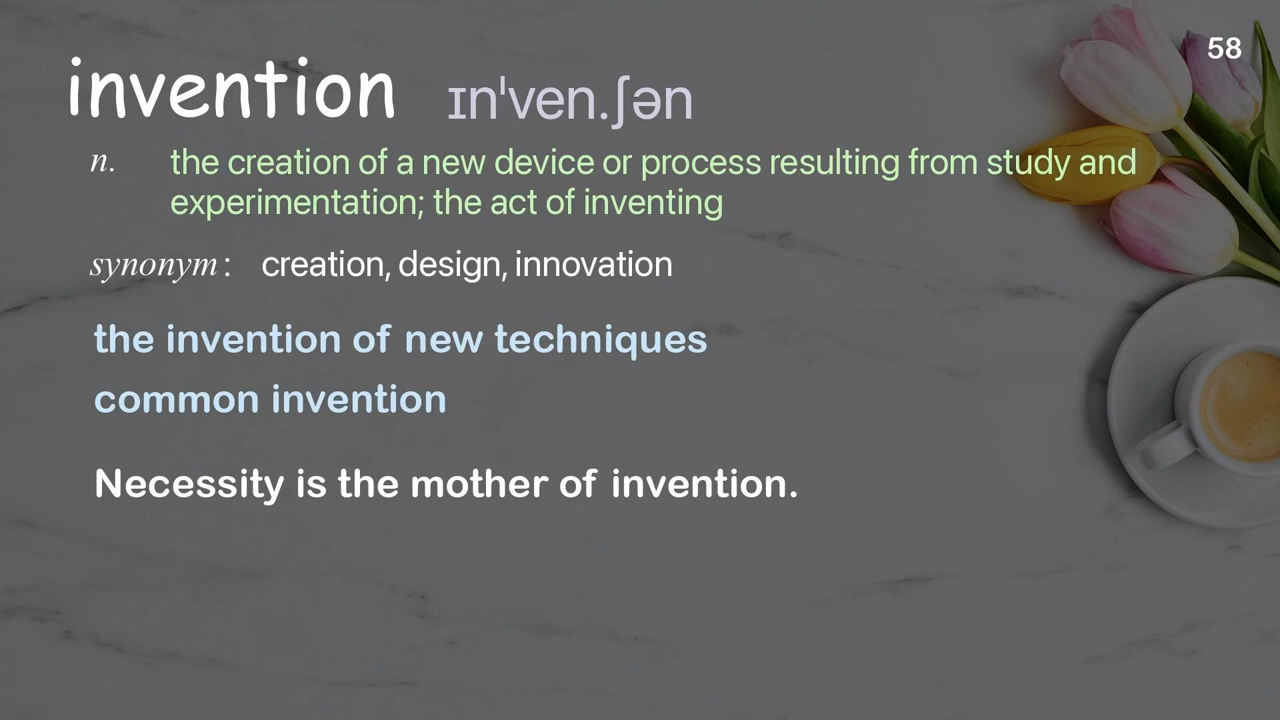 58
invention ɪnˈven.ʃən
n. the creation of a new device or process resulting from study and
experimentation; the act of inventing
synonym: creation, design, innovation
the invention of new techniques
common invention
Necessity is the mother of invention.